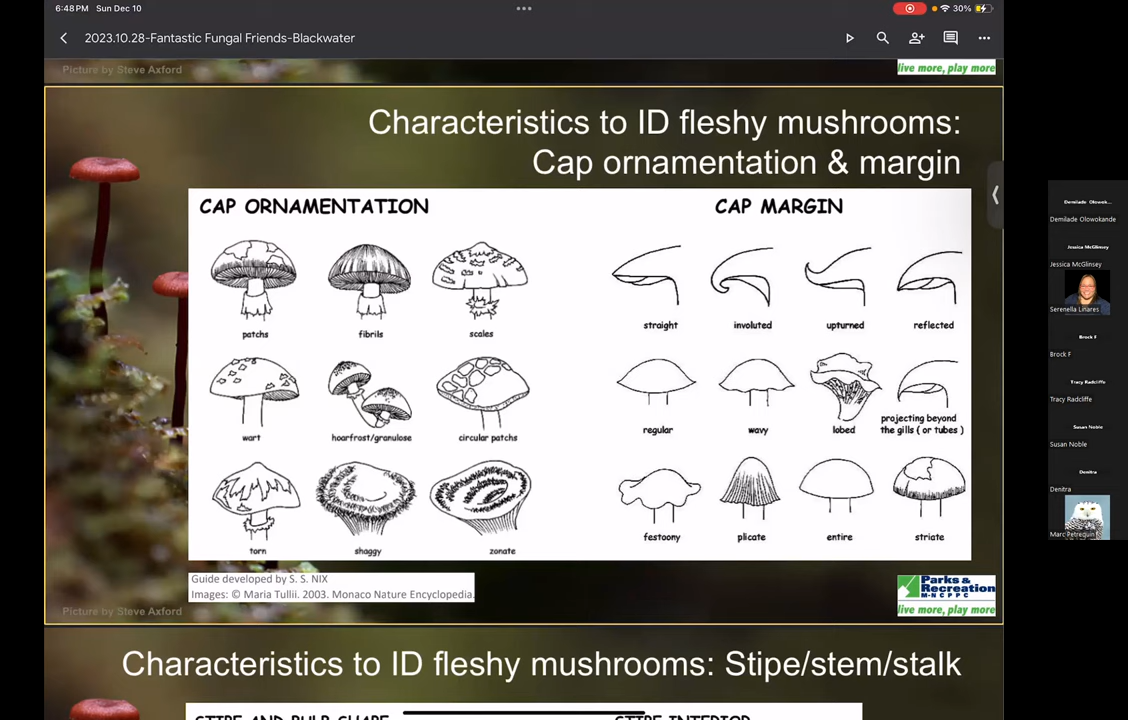 6:48 PM Sun Dec 10
30%
2023.10.28-Fantastic Fungal Friends-Blackwater
Picture by Steve Axford
live more, play more
Characteristics to ID fleshy mushrooms:
Cap ornamentation & margin
CAP ORNAMENTATION
patchs fibrils scales
wart hoarfrost/granulose circular patchs
torn shaggy zonate
CAP MARGIN
straight involuted upturned reflected
regular wavy lobed projecting beyond
the gills ( or tubes )
festoony plicate entire striate
Guide developed by S. S. NIX
Images: © Maria Tullii. 2003. Monaco Nature Encyclopedia.
Picture by Steve Axford
Parks &
Recreation
M-NCPPC
live more, play more
Characteristics to ID fleshy mushrooms: Stipe/stem/stalk
STIPE AND BULB SHAPE
STIPE INTERIOR
Demilade Olowok...
Demilade Olowokande
Jessica McGlinsey
Jessica McGlinsey
Serenella Linares
Brock F
Brock F
Tracy Radcliffe
Tracy Radcliffe
Susan Noble
Susan Noble
Denitra
Denitra
Marc Petrequin